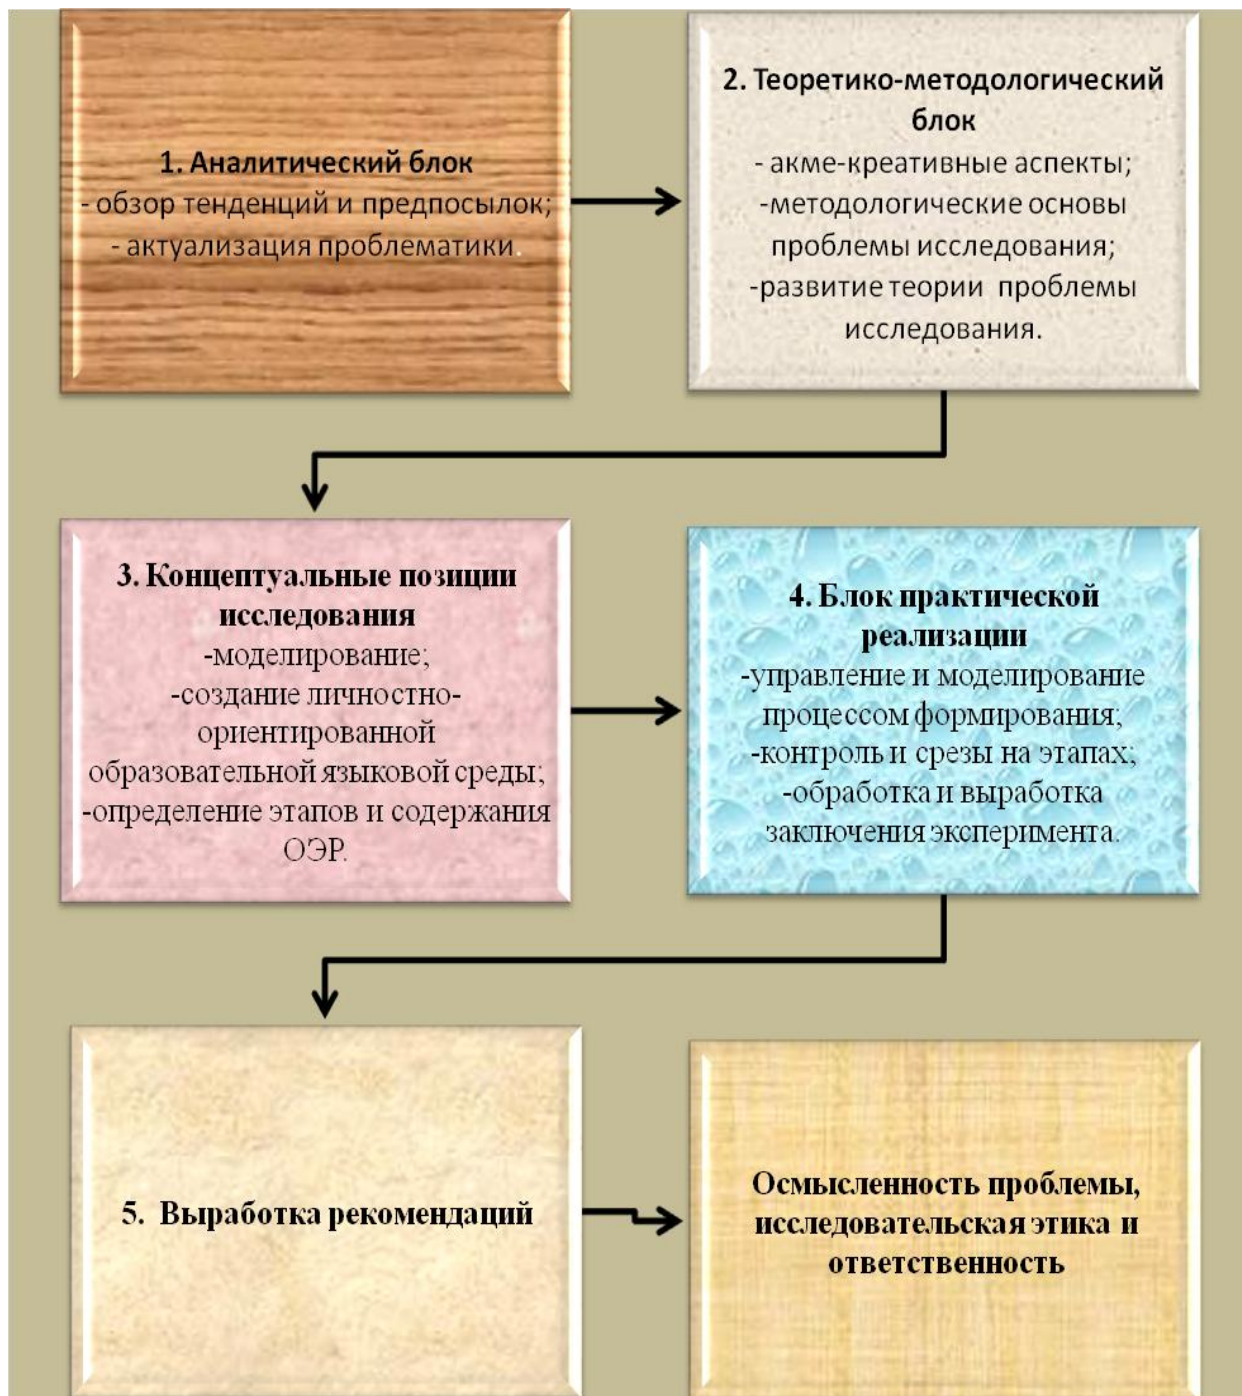 1. Аналитический блок
- обзор тенденций и предпосылок;
- актуализация проблематики.
2. Теоретико-методологический
блок
- акме-креативные аспекты;
-методологические основы
проблемы исследования;
-развитие теории проблемы
исследования.
3. Концептуальные позиции
исследования
-моделирование;
-создание личностно-
ориентированной
образовательной языковой среды;
-определение этапов и содержания
ОЭР.
4. Блок практической
реализации
-управление и моделирование
процессом формирования;
-контроль и срезы на этапах;
-обработка и выработка
заключения эксперимента.
5. Выработка рекомендаций
Осмысленность проблемы,
исследовательская этика и
ответственность